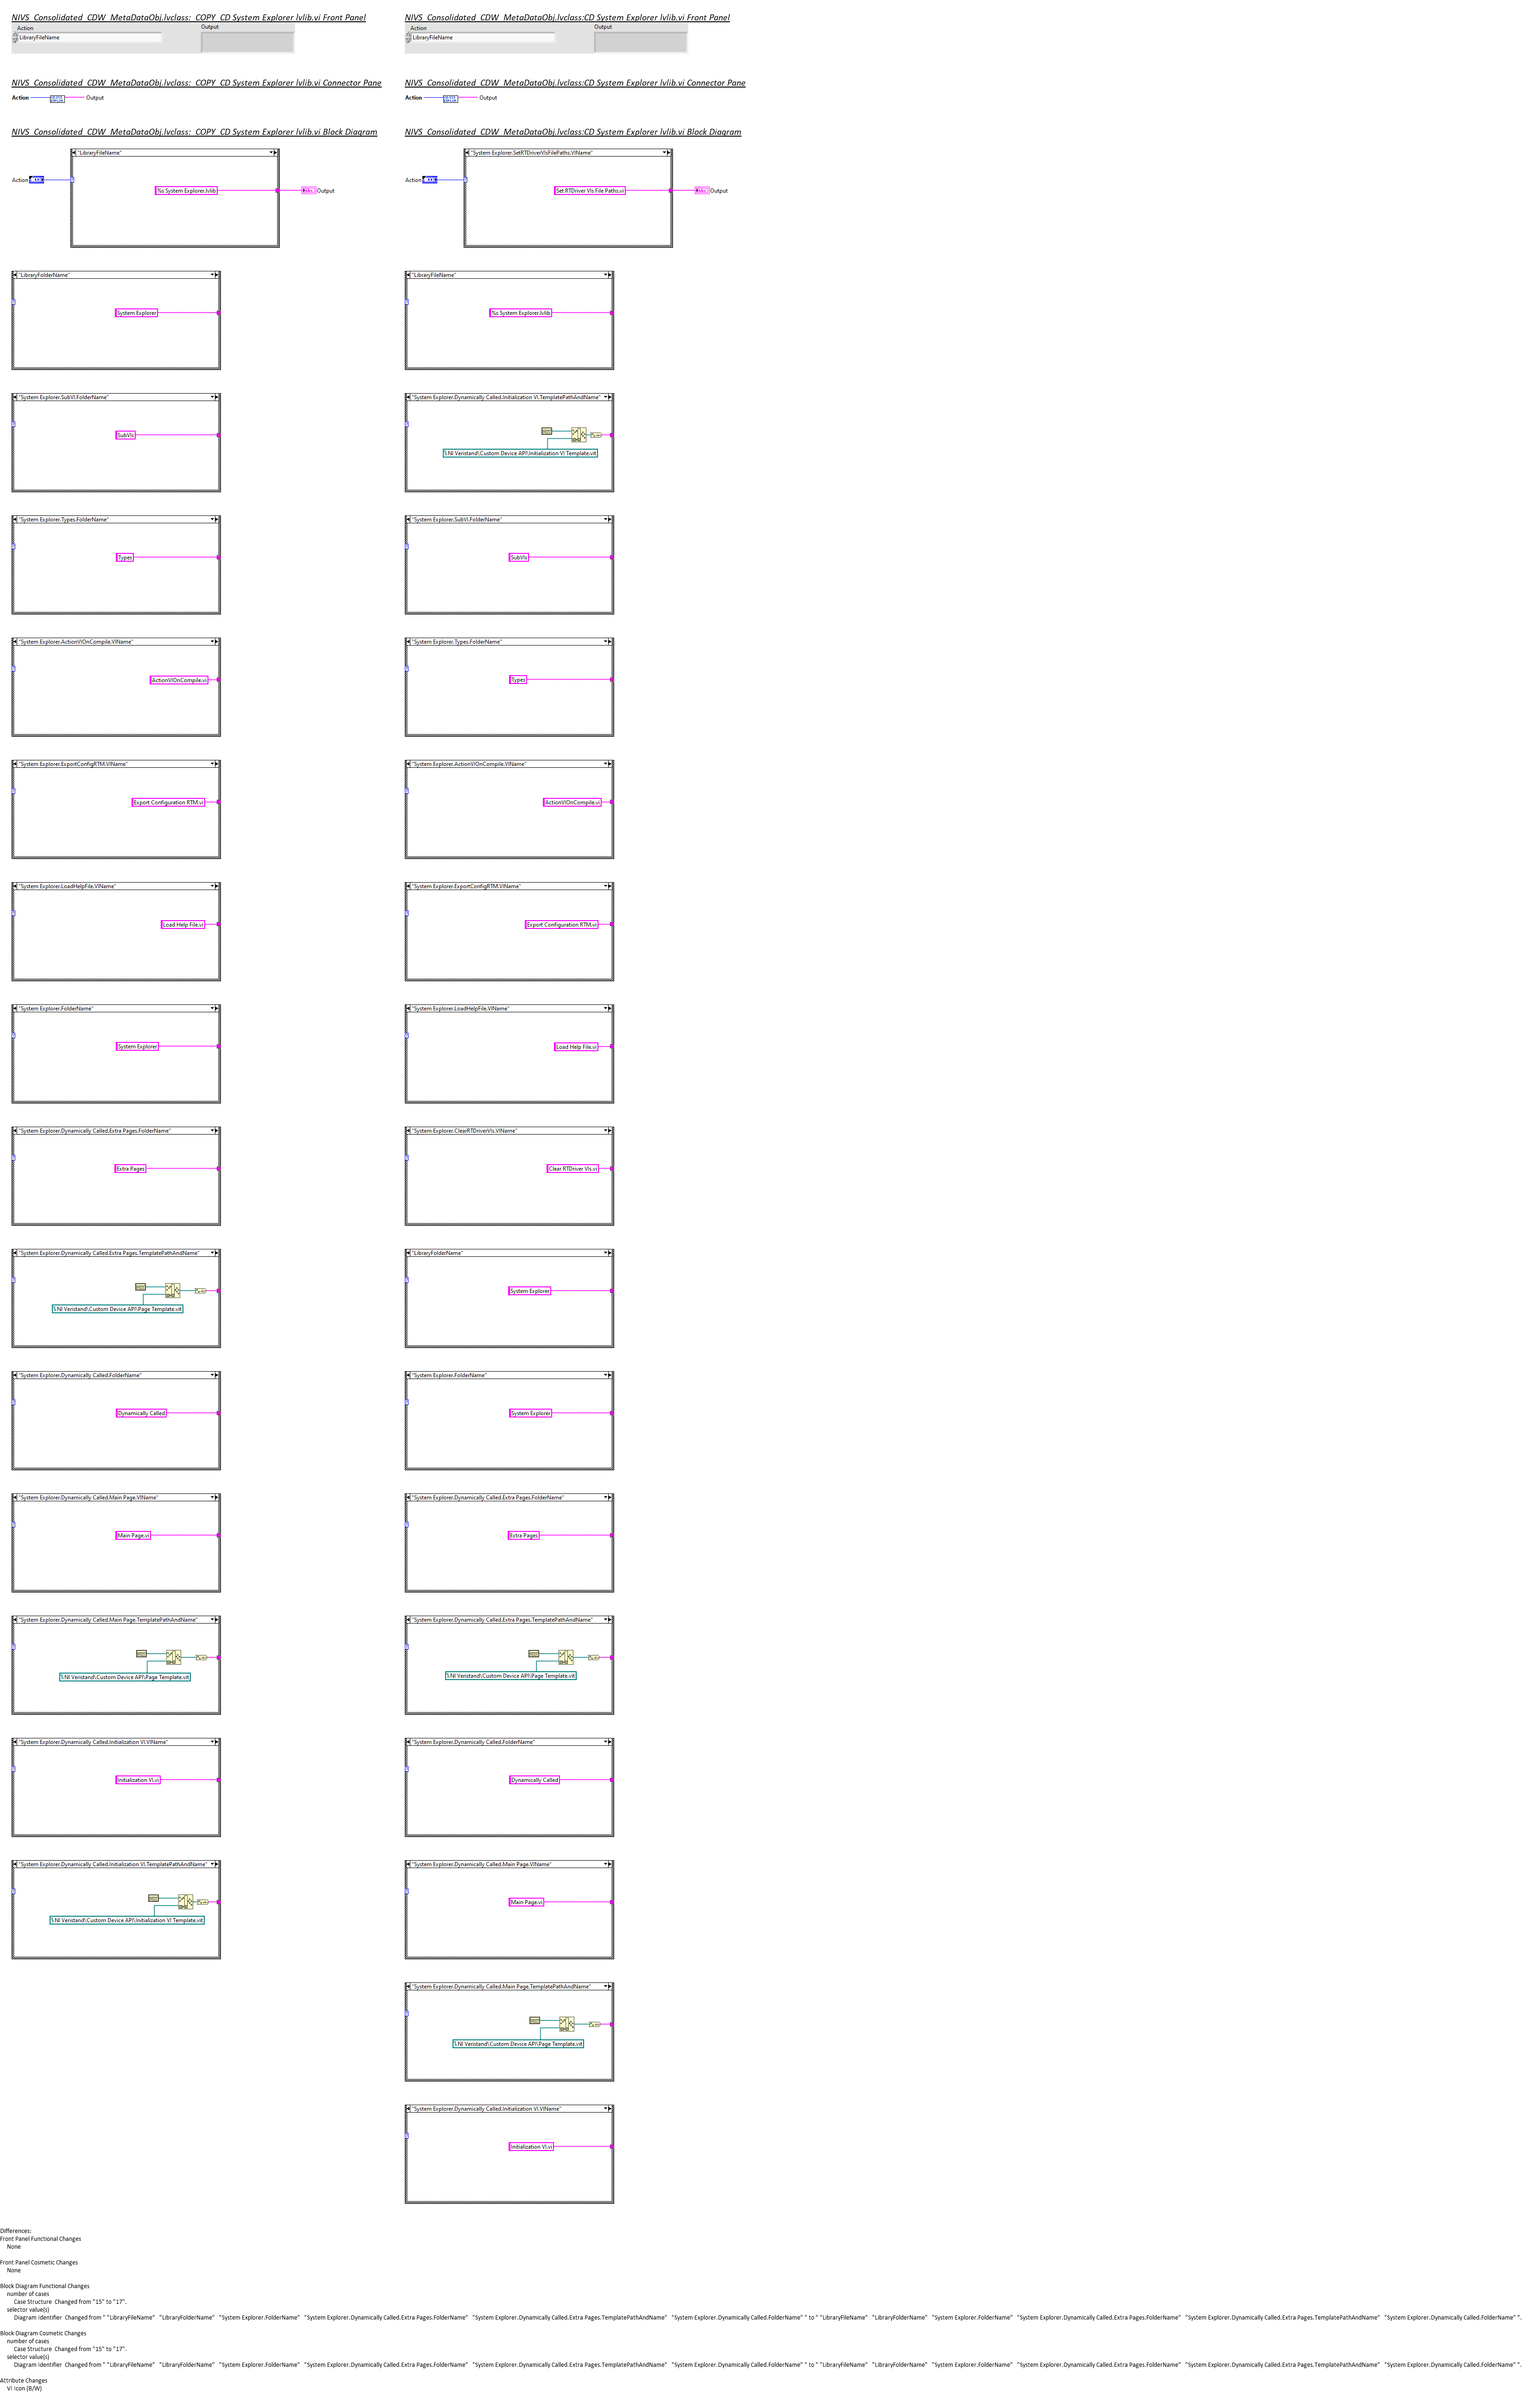 NIVS_Consolidated_CDW_MetaDataObj.lvclass:_COPY_CD System Explorer lvlib.vi Front Panel
Action
Output
LibraryFileName
NIVS_Consolidated_CDW_MetaDataObj.lvclass:_COPY_CD System Explorer lvlib.vi Connector Pane
Action
Output
NIVS_Consolidated_CDW_MetaDataObj.lvclass:_COPY_CD System Explorer lvlib.vi Block Diagram
"LibraryFileName"
Action
%s System Explorer.lvlib
Output
"LibraryFolderName"
System Explorer
"System Explorer.SubVI.FolderName"
SubVIs
"System Explorer.Types.FolderName"
Types
"System Explorer.ActionVIOnCompile.VIName"
ActionVIOnCompile.vi
"System Explorer.ExportConfigRTM.VIName"
Export Configuration RTM.vi
"System Explorer.LoadHelpFile.VIName"
Load Help File.vi
"System Explorer.FolderName"
System Explorer
"System Explorer.Dynamically Called.Extra Pages.FolderName"
Extra Pages
"System Explorer.Dynamically Called.Extra Pages.TemplatePathAndName"
\NI Veristand\Custom Device API\Page Template.vit
"System Explorer.Dynamically Called.FolderName"
Dynamically Called
"System Explorer.Dynamically Called.Main Page.VIName"
Main Page.vi
"System Explorer.Dynamically Called.Main Page.TemplatePathAndName"
\NI Veristand\Custom Device API\Page Template.vit
"System Explorer.Dynamically Called.Initialization VI.VIName"
Initialization VI.vi
"System Explorer.Dynamically Called.Initialization VI.TemplatePathAndName"
\NI Veristand\Custom Device API\Initialization VI Template.vit
NIVS_Consolidated_CDW_MetaDataObj.lvclass:CD System Explorer lvlib.vi Front Panel
Action
Output
LibraryFileName
NIVS_Consolidated_CDW_MetaDataObj.lvclass:CD System Explorer lvlib.vi Connector Pane
Action
Output
NIVS_Consolidated_CDW_MetaDataObj.lvclass:CD System Explorer lvlib.vi Block Diagram
"System Explorer.SetRTDriverVIsFilePaths.VIName"
Action
Set RTDriver VIs File Paths.vi
Output
"LibraryFileName"
%s System Explorer.lvlib
"System Explorer.Dynamically Called.Initialization VI.TemplatePathAndName"
\NI Veristand\Custom Device API\Initialization VI Template.vit
"System Explorer.SubVI.FolderName"
SubVIs
"System Explorer.Types.FolderName"
Types
"System Explorer.ActionVIOnCompile.VIName"
ActionVIOnCompile.vi
"System Explorer.ExportConfigRTM.VIName"
Export Configuration RTM.vi
"System Explorer.LoadHelpFile.VIName"
Load Help File.vi
"System Explorer.ClearRTDriverVIs.VIName"
Clear RTDriver VIs.vi
"LibraryFolderName"
System Explorer
"System Explorer.FolderName"
System Explorer
"System Explorer.Dynamically Called.Extra Pages.FolderName"
Extra Pages
"System Explorer.Dynamically Called.Extra Pages.TemplatePathAndName"
\NI Veristand\Custom Device API\Page Template.vit
"System Explorer.Dynamically Called.FolderName"
Dynamically Called
"System Explorer.Dynamically Called.Main Page.VIName"
Main Page.vi
"System Explorer.Dynamically Called.Main Page.TemplatePathAndName"
\NI Veristand\Custom Device API\Page Template.vit
"System Explorer.Dynamically Called.Initialization VI.VIName"
Initialization VI.vi
Differences:
Front Panel Functional Changes
None
Front Panel Cosmetic Changes
None
Block Diagram Functional Changes
number of cases
Case Structure Changed from "15" to "17".
selector value(s)
Diagram Identifier Changed from " "LibraryFileName" "LibraryFolderName" "System Explorer.FolderName" "System Explorer.Dynamically Called.Extra Pages.FolderName" "System Explorer.Dynamically Called.Extra Pages.TemplatePathAndName" "System Explorer.Dynamically Called.FolderName" " to " "LibraryFileName" "LibraryFolderName" "System Explorer.FolderName" "System Explorer.Dynamically Called.Extra Pages.FolderName" "System Explorer.Dynamically Called.Extra Pages.TemplatePathAndName" "System Explorer.Dynamically Called.FolderName" ".
Block Diagram Cosmetic Changes
number of cases
Case Structure Changed from "15" to "17".
selector value(s)
Diagram Identifier Changed from " "LibraryFileName" "LibraryFolderName" "System Explorer.FolderName" "System Explorer.Dynamically Called.Extra Pages.FolderName" "System Explorer.Dynamically Called.Extra Pages.TemplatePathAndName" "System Explorer.Dynamically Called.FolderName" " to " "LibraryFileName" "LibraryFolderName" "System Explorer.FolderName" "System Explorer.Dynamically Called.Extra Pages.FolderName" "System Explorer.Dynamically Called.Extra Pages.TemplatePathAndName" "System Explorer.Dynamically Called.FolderName" ".
Attribute Changes
VI Icon (B/W)